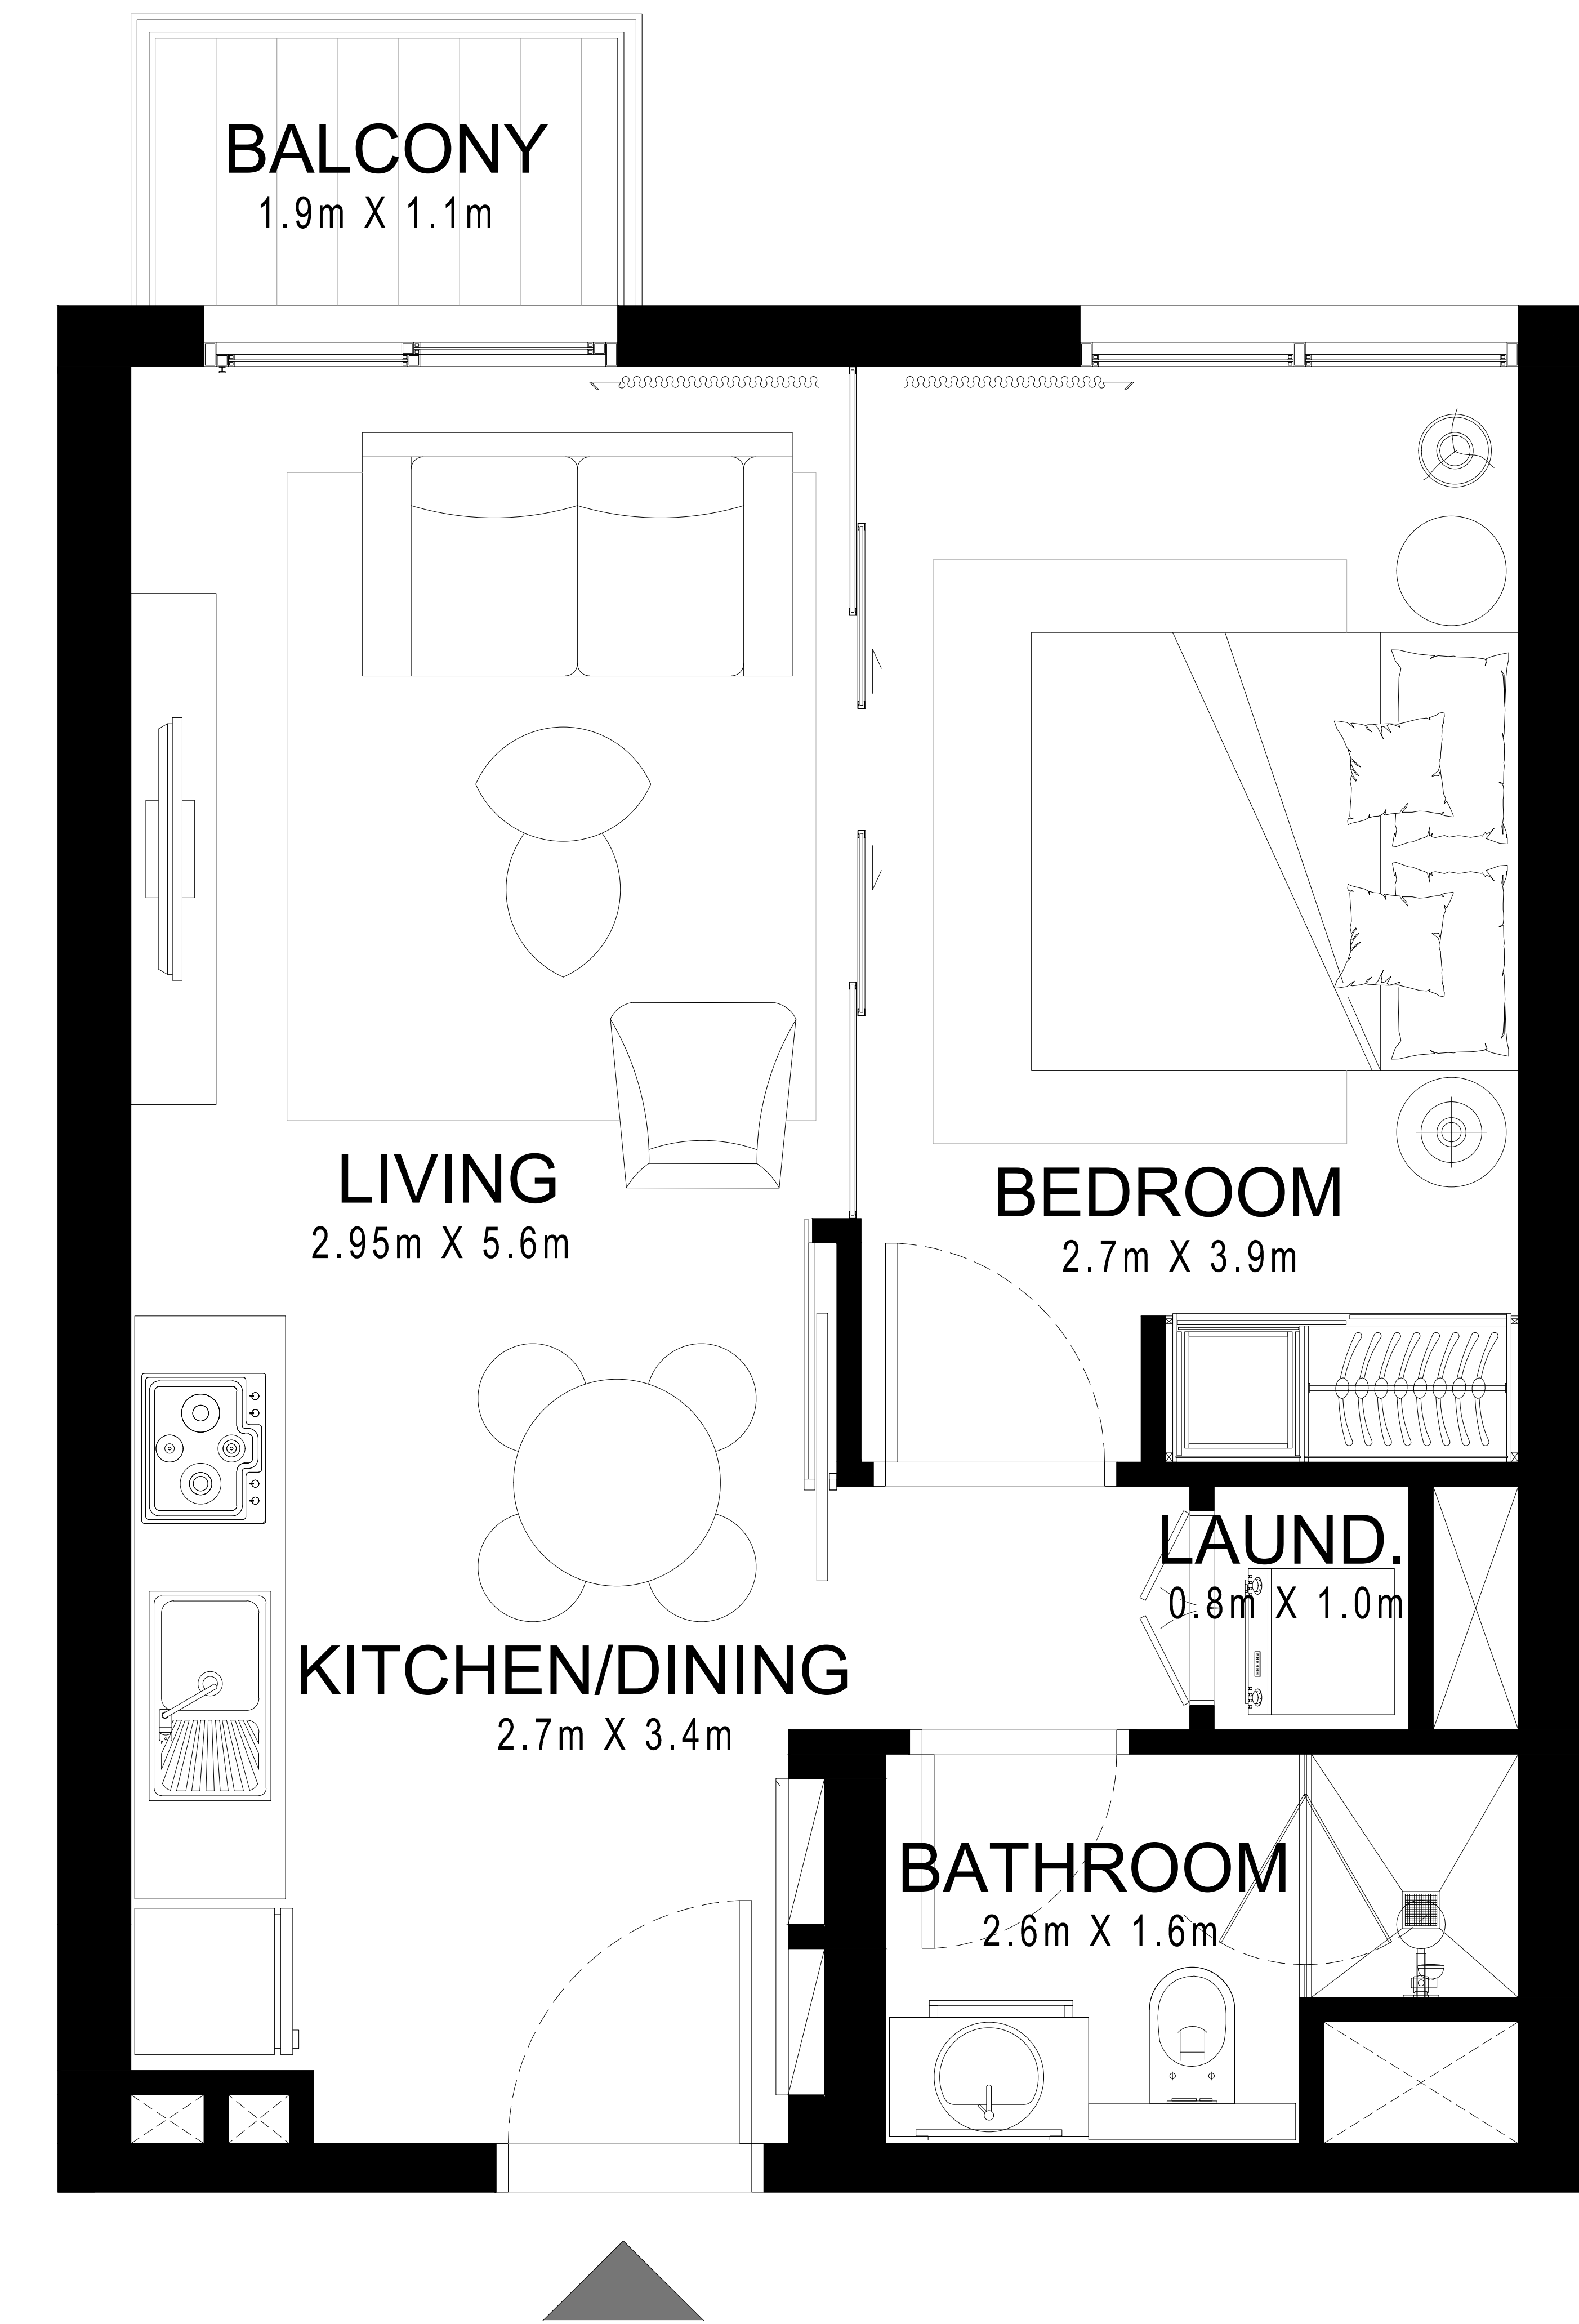 BALCONY
1.9m X 1.1m
LIVING
2.95m X 5.6m
BEDROOM
2.7m X 3.9m
LAUND.
0.8m X 1.0m
KITCHEN/DINING
2.7m X 3.4m
BATHROOM
2.6m X 1.6m